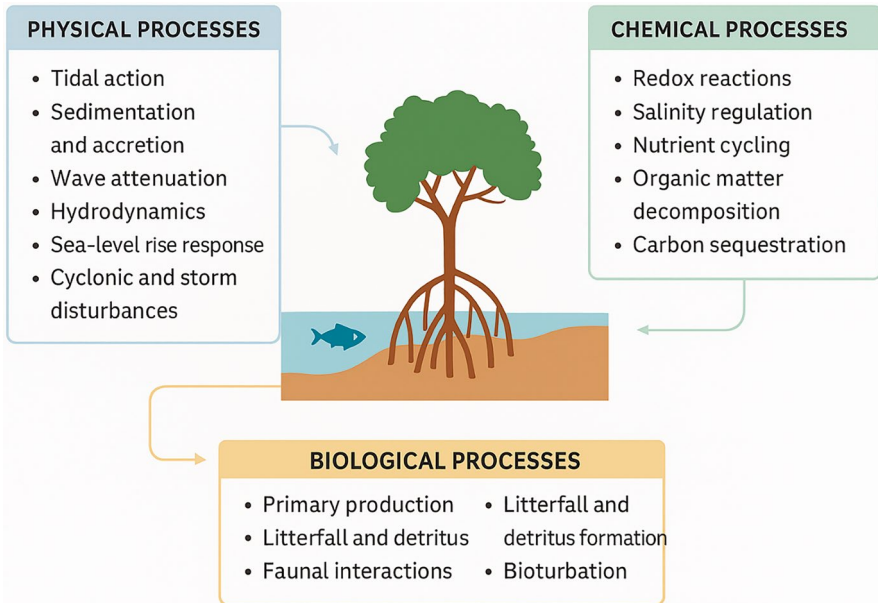 PHYSICAL PROCESSES
• Tidal action
• Sedimentation
and accretion
• Wave attenuation
• Hydrodynamics
• Sea-level rise response
• Cyclonic and storm
disturbances
CHEMICAL PROCESSES
• Redox reactions
• Salinity regulation
• Nutrient cycling
• Organic matter
decomposition
• Carbon sequestration
BIOLOGICAL PROCESSES
• Primary production
• Litterfall and detritus
• Faunal interactions
• Litterfall and
detritus formation
• Bioturbation